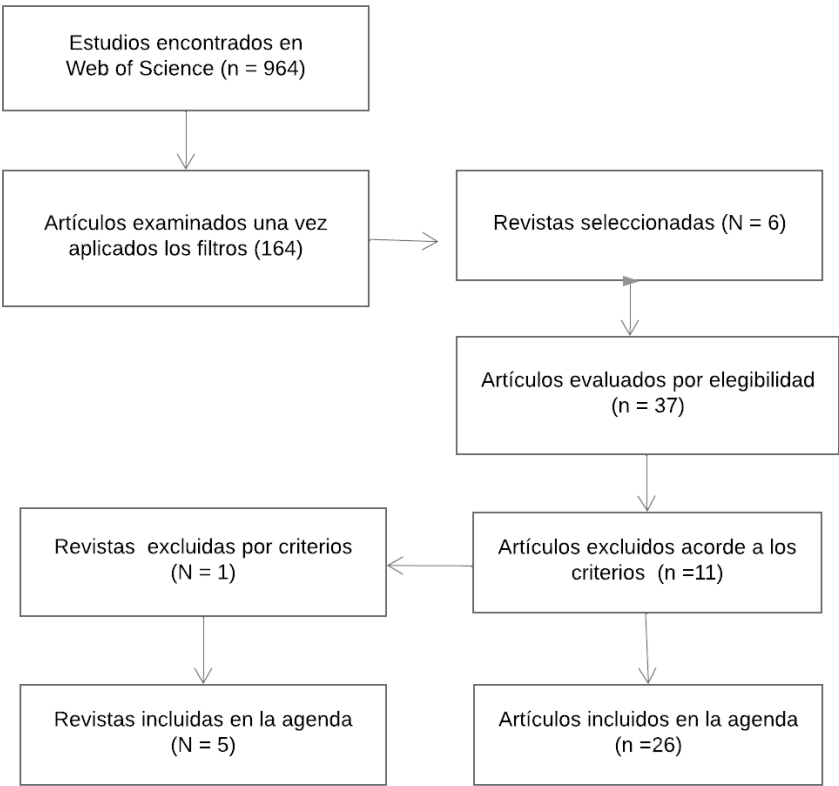 Estudios encontrados en
Web of Science (n = 964)
Artículos examinados una vez
aplicados los filtros (164)
Revistas seleccionadas (N = 6)
Artículos evaluados por elegibilidad
(n = 37)
Artículos excluidos acorde a los
criterios (n =11)
Revistas excluidas por criterios
(N = 1)
Revistas incluidas en la agenda
(N = 5)
Artículos incluidos en la agenda
(n =26)